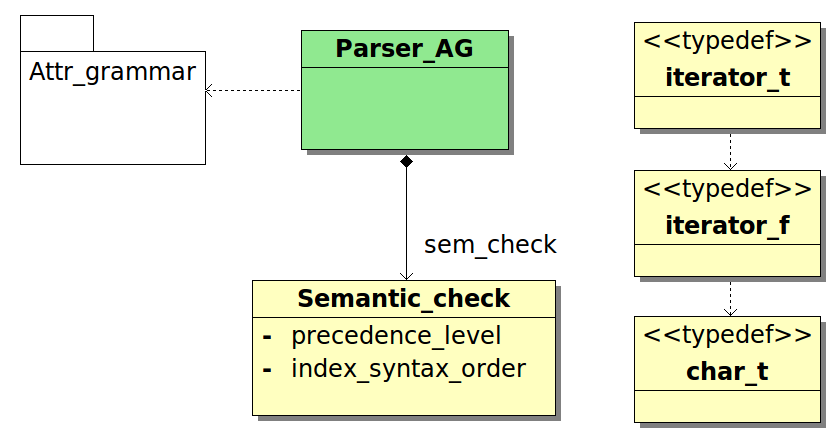 Attr_grammar
Parser_AG
sem_check
Semantic_check
- precedence_level
- index_syntax_order
<<typedef>>
iterator_t
<<typedef>>
iterator_f
<<typedef>>
char_t